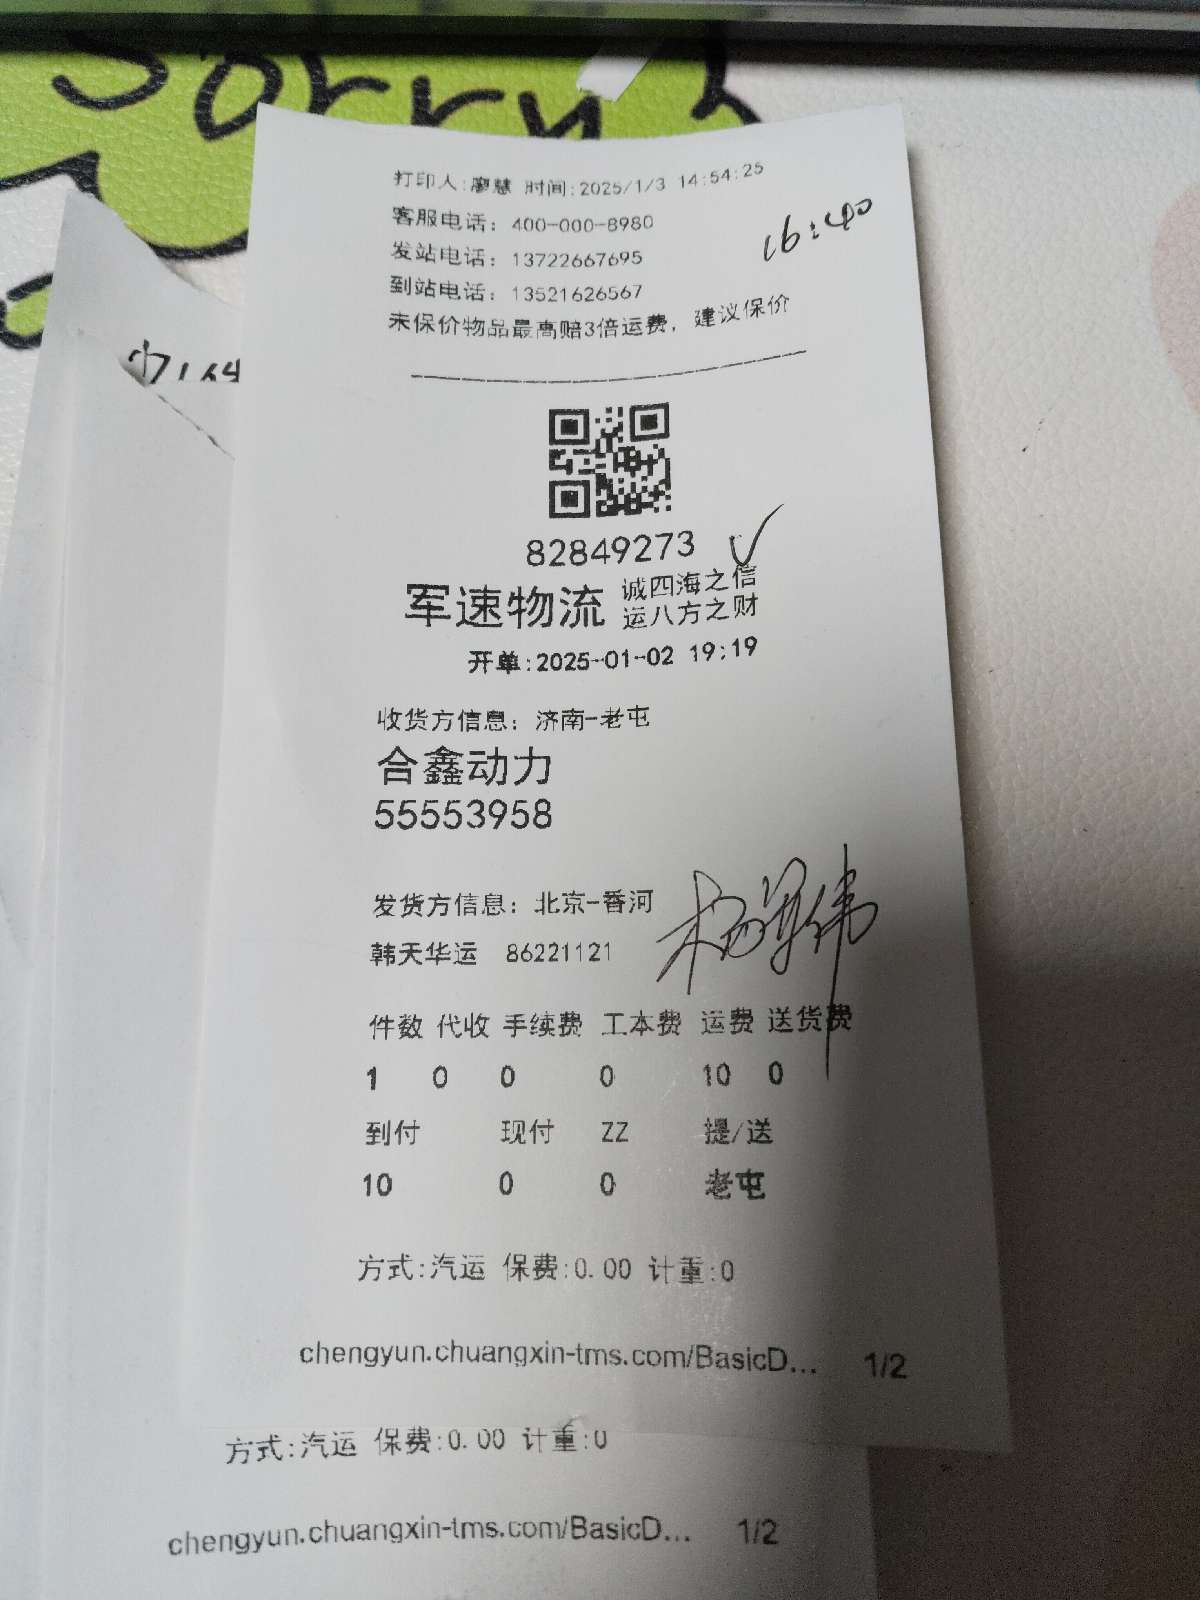 Sorry
打印人:廖慧 时间:2025/1/3 14:54:25
客服电话：400-000-8980
发站电话：13722667695
到站电话：13521626567
未保价物品最高赔3倍运费，建议保价
16:40
82849273
军速物流 诚四海之信
运八方之财
开单:2025-01-02 19:19
收货方信息：济南-老屯
合鑫动力
55553958
发货方信息：北京-香河
韩天华运 86221121
件数 代收 手续费 工本费 运费 送货费
1 0 0 0 10 0
到付 现付 ZZ 提/送
10 0 0 老屯
方式:汽运 保费:0.00 计重:0
chengyun.chuangxin-tms.com/BasicD... 1/2
方式:汽运 保费:0.00 计重:0
chengyun.chuangxin-tms.com/BasicD... 1/2